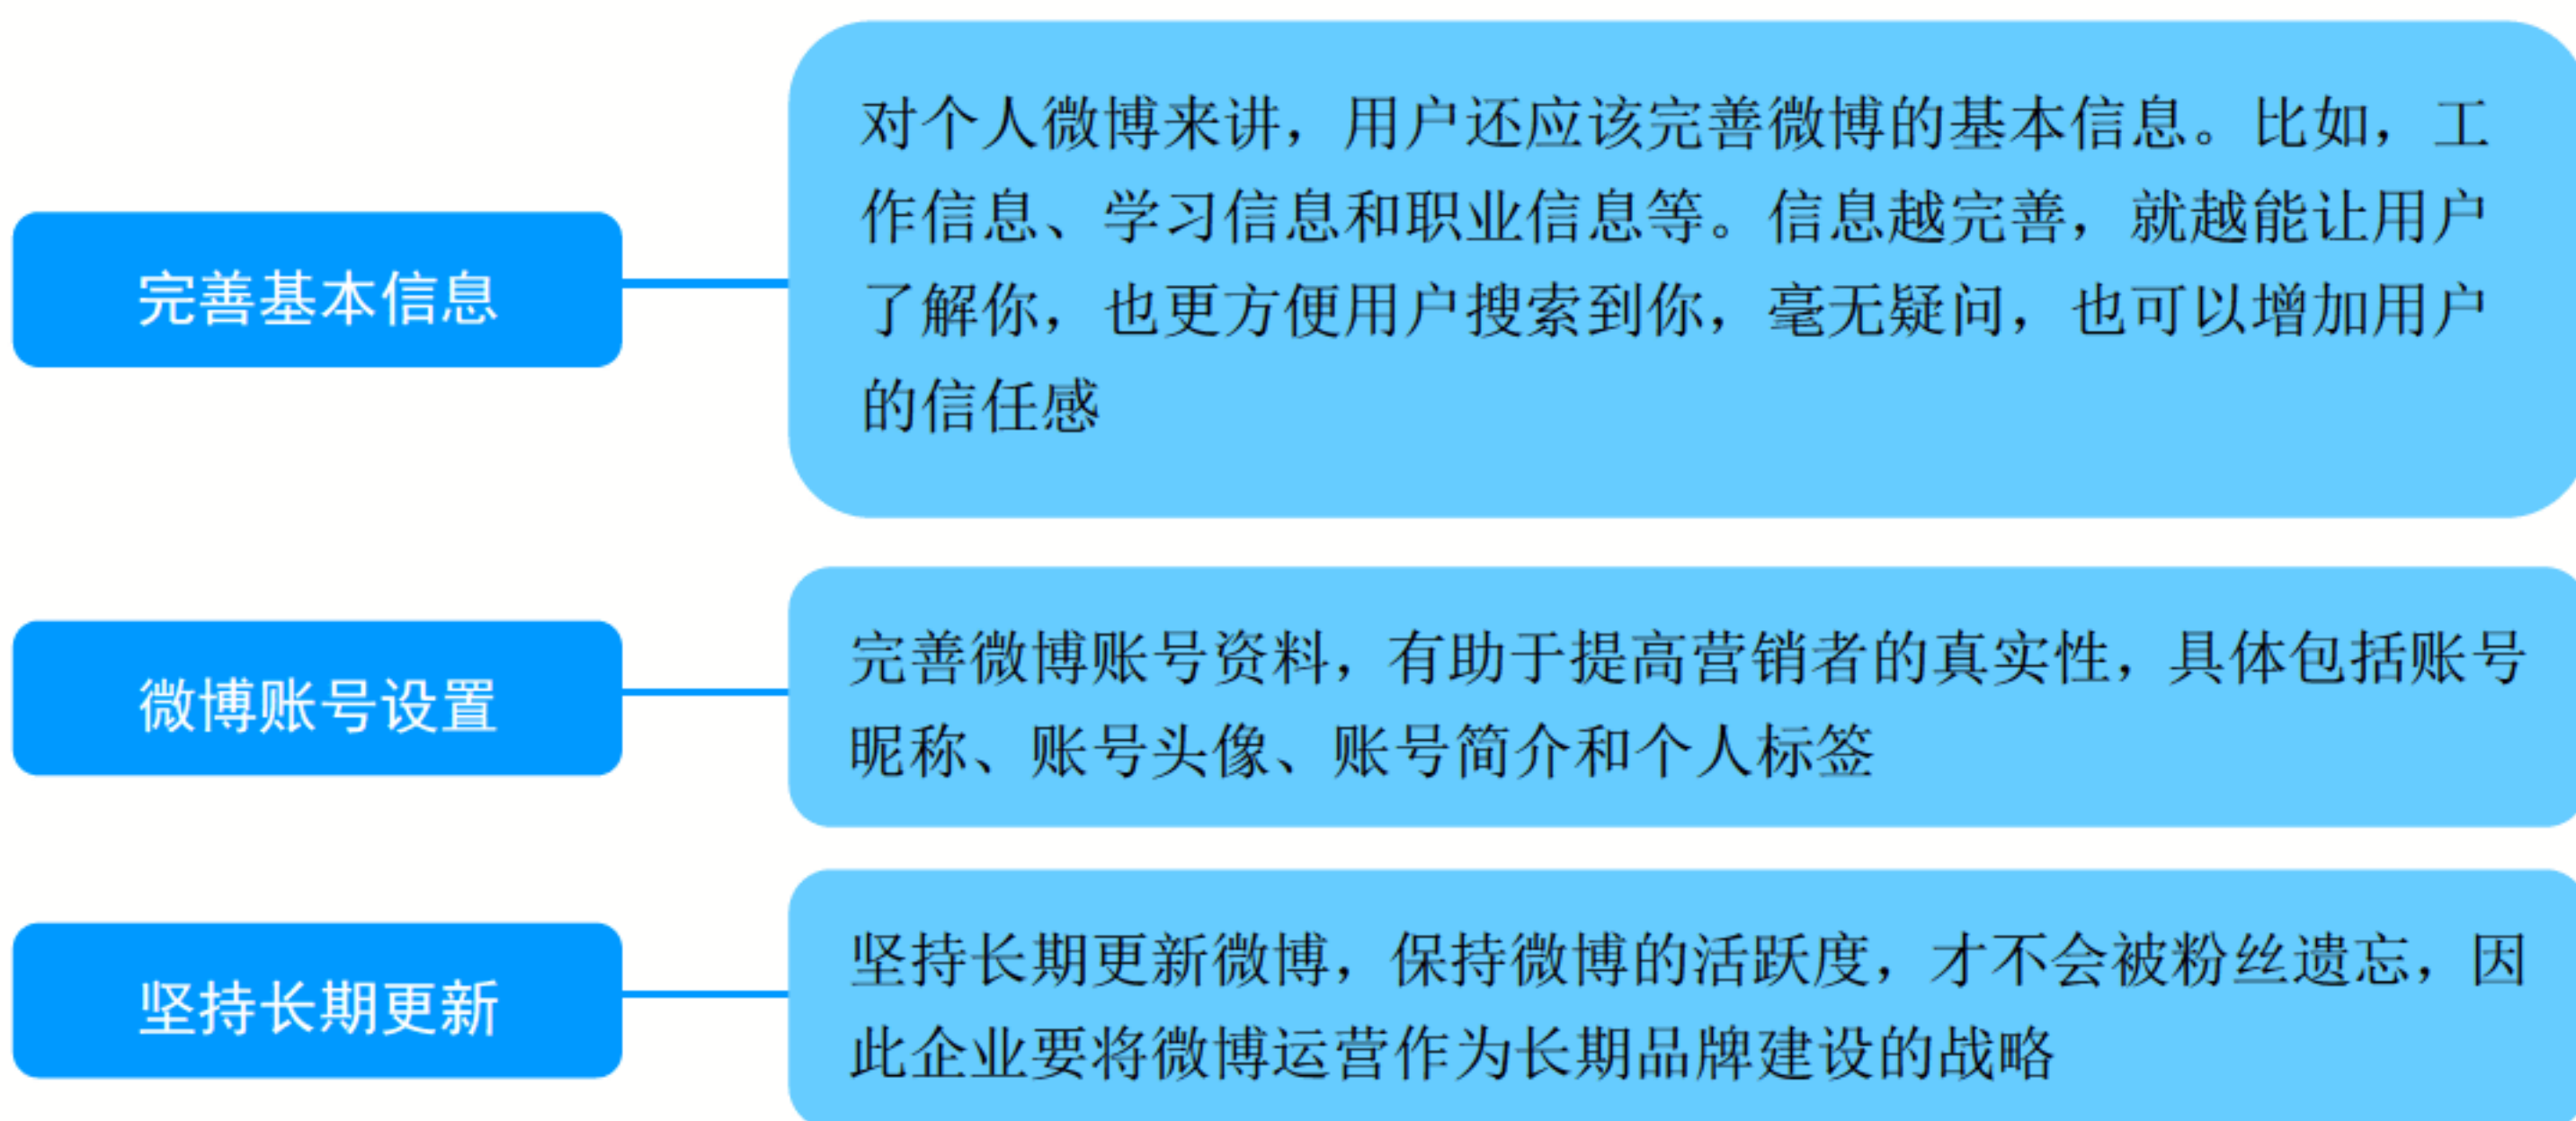 完善基本信息
对个人微博来讲，用户还应该完善微博的基本信息。比如，工
作信息、学习信息和职业信息等。信息越完善，就越能让用户
了解你，也更方便用户搜索到你，毫无疑问，也可以增加用户
的信任感
微博账号设置
完善微博账号资料，有助于提高营销者的真实性，具体包括账号
昵称、账号头像、账号简介和个人标签
坚持长期更新
坚持长期更新微博，保持微博的活跃度，才不会被粉丝遗忘，因
此企业要将微博运营作为长期品牌建设的战略